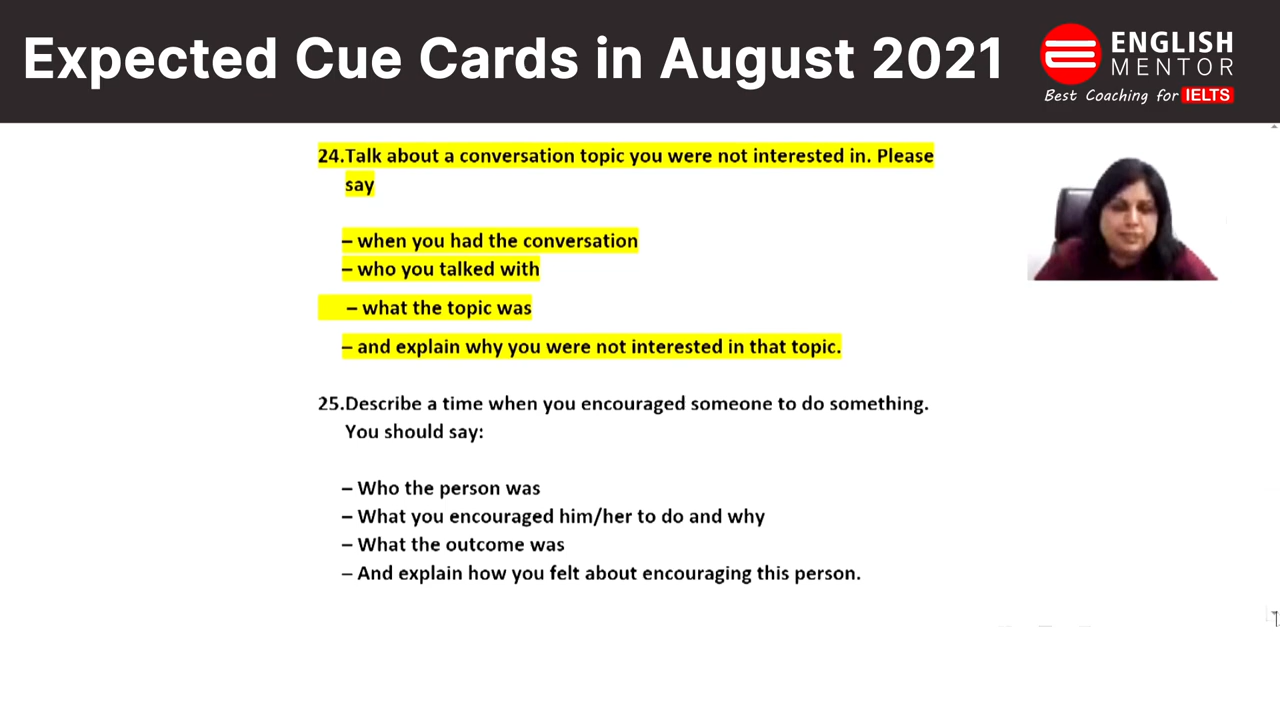 Expected Cue Cards in August 2021
ENGLISH
MENTOR
Best Coaching for IELTS
24.Talk about a conversation topic you were not interested in. Please
say
– when you had the conversation
– who you talked with
– what the topic was
– and explain why you were not interested in that topic.
25.Describe a time when you encouraged someone to do something.
You should say:
– Who the person was
– What you encouraged him/her to do and why
– What the outcome was
– And explain how you felt about encouraging this person.